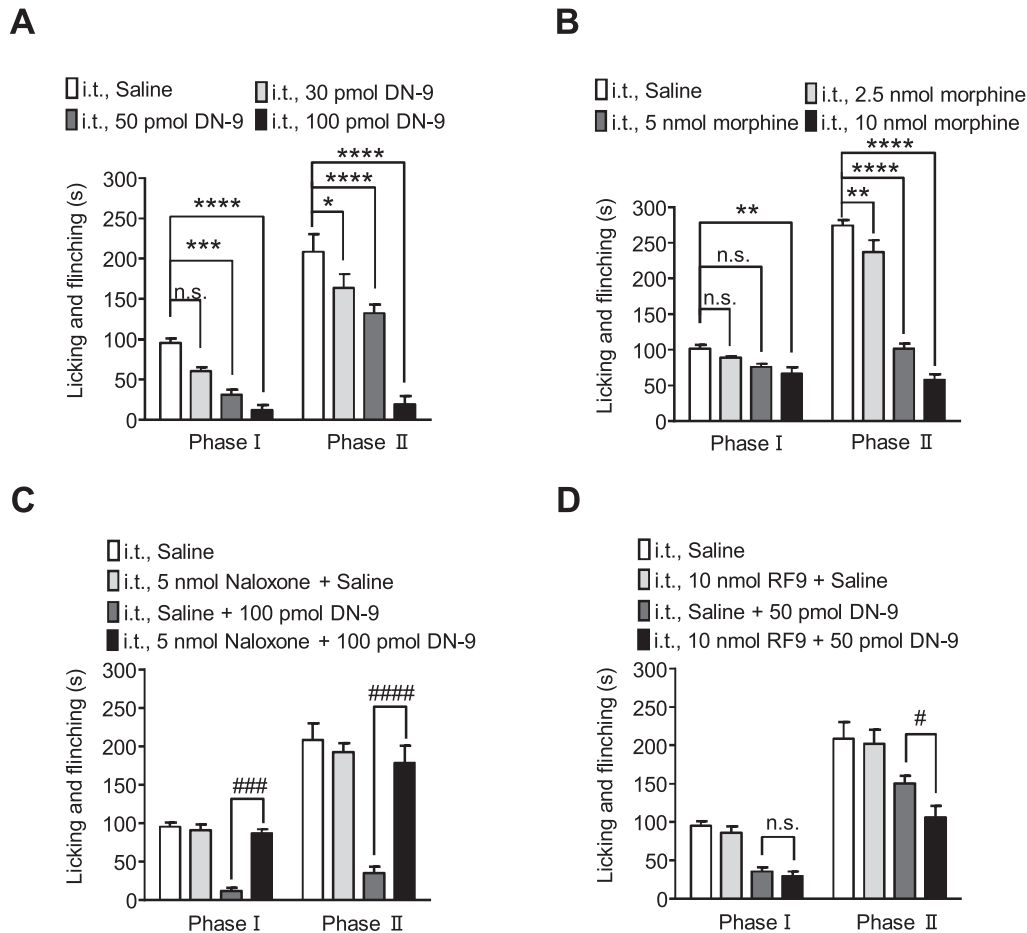 A
i.t., Saline
i.t., 30 pmol DN-9
i.t., 50 pmol DN-9
i.t., 100 pmol DN-9
Licking and flinching (s)
300
250
200
150
100
50
0
n.s.
***
****
*
****
****
Phase I
Phase II
B
i.t., Saline
i.t., 2.5 nmol morphine
i.t., 5 nmol morphine
i.t., 10 nmol morphine
Licking and flinching (s)
300
250
200
150
100
50
0
n.s.
n.s.
**
**
****
****
Phase I
Phase II
C
i.t., Saline
i.t., 5 nmol Naloxone + Saline
i.t., Saline + 100 pmol DN-9
i.t., 5 nmol Naloxone + 100 pmol DN-9
Licking and flinching (s)
300
250
200
150
100
50
0
###
####
Phase I
Phase II
D
i.t., Saline
i.t., 10 nmol RF9 + Saline
i.t., Saline + 50 pmol DN-9
i.t., 10 nmol RF9 + 50 pmol DN-9
Licking and flinching (s)
300
250
200
150
100
50
0
n.s.
#
Phase I
Phase II